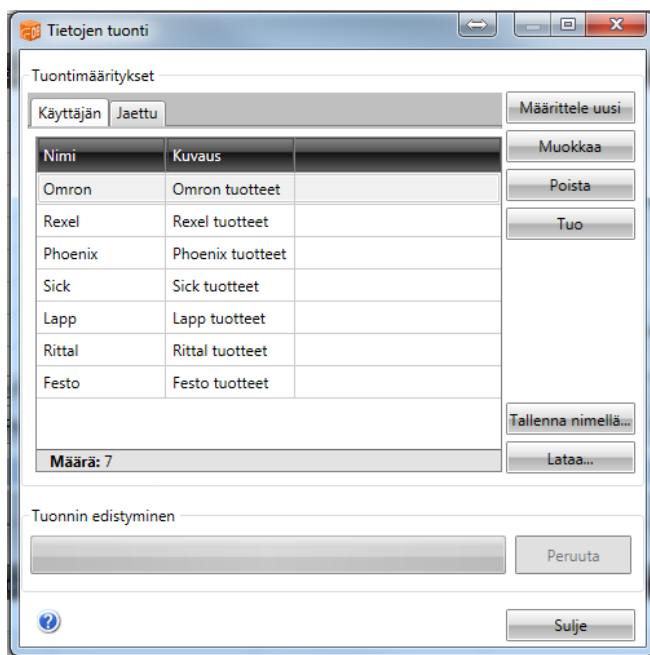 Tietojen tuonti
Tuontimääritykset
Käyttäjän Jaettu
Määrittele uusi
Muokkaa
Poista
Tuo
Nimi Kuvaus
Omron Omron tuotteet
Rexel Rexel tuotteet
Phoenix Phoenix tuotteet
Sick Sick tuotteet
Lapp Lapp tuotteet
Rittal Rittal tuotteet
Festo Festo tuotteet
Määrä: 7
Tallenna nimellä...
Lataa...
Tuonnin edistyminen
Peruuta
Sulje